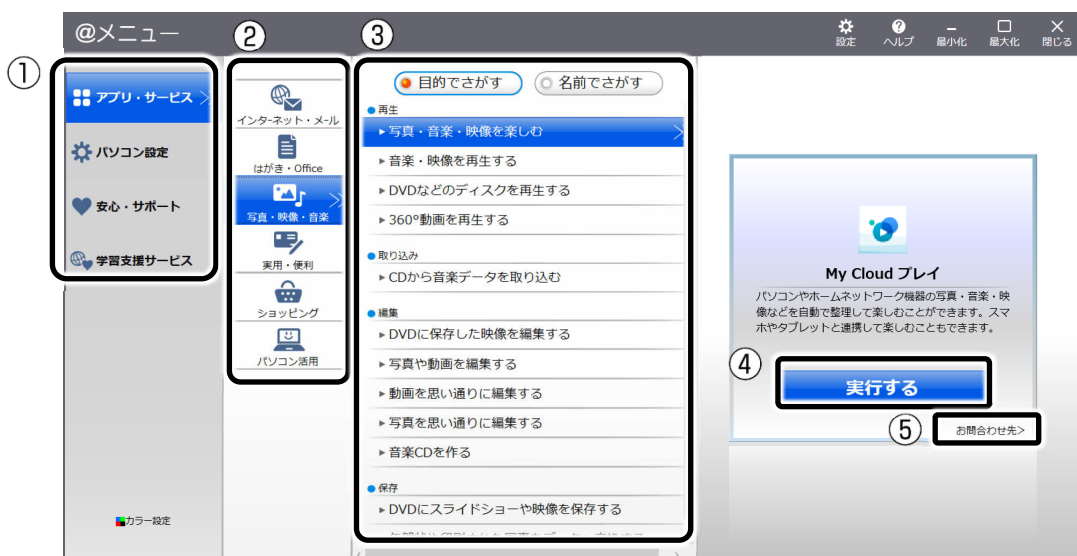 @メニュー
②
③
設定
ヘルプ
最小化
最大化
閉じる
①
アプリ・サービス
パソコン設定
安心・サポート
学習支援サービス
カラー設定
インターネット・メール
はがき・Office
写真・映像・音楽
実用・便利
ショッピング
パソコン活用
目的でさがす
名前でさがす
再生
写真・音楽・映像を楽しむ
音楽・映像を再生する
DVDなどのディスクを再生する
360°動画を再生する
取り込み
CDから音楽データを取り込む
編集
DVDに保存した映像を編集する
写真や動画を編集する
動画を思い通りに編集する
写真を思い通りに編集する
音楽CDを作る
保存
DVDにスライドショーや映像を保存する
My Cloud プレイ
パソコンやホームネットワーク機器の写真・音楽・映
像などを自動で整理して楽しむことができます。スマ
ホやタブレットと連携して楽しむこともできます。
④
実行する
⑤
お問合わせ先>